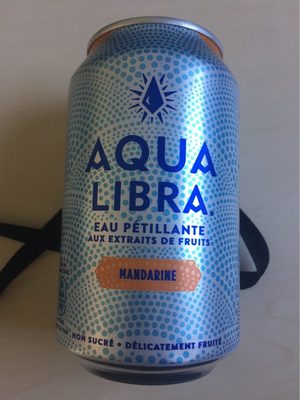 AQUA
LIBRA.
EAU PÉTILLANTE
AUX EXTRAITS DE FRUITS
MANDARINE
NON SUCRÉ • DÉLICATEMENT FRUITÉ